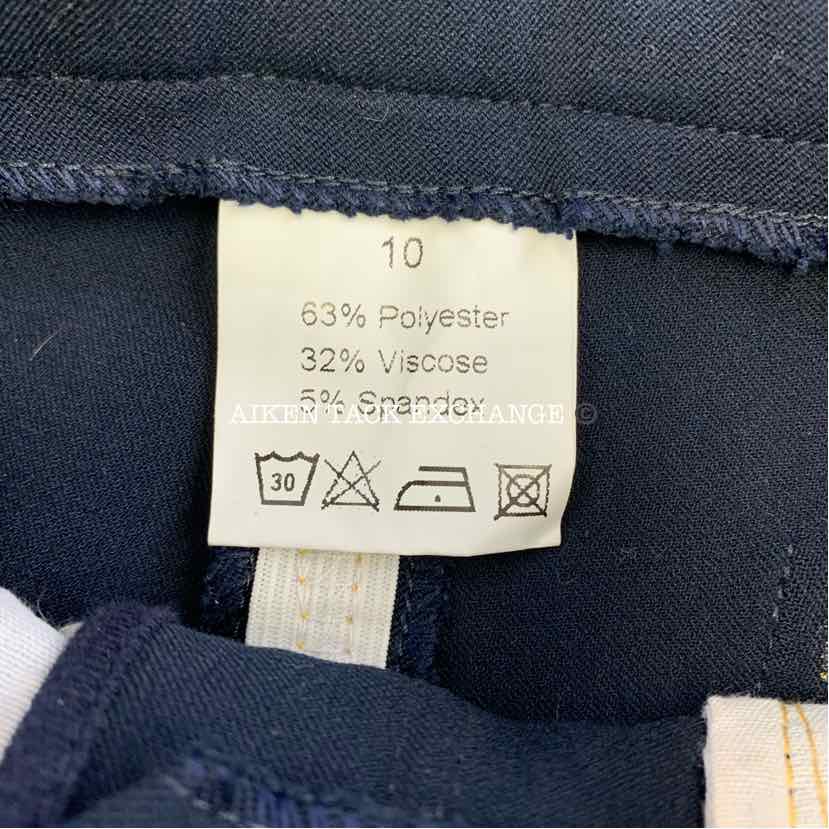 10
63% Polyester
32% Viscose
5% Spandex
AIKEN TACK EXCHANGE ©
30